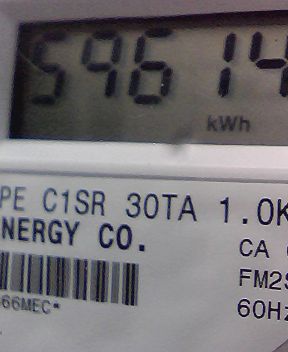 59614
kWh
PE C1SR 30TA 1.0K
NERGY CO.
CA
FM2S
66MEC*
60Hz